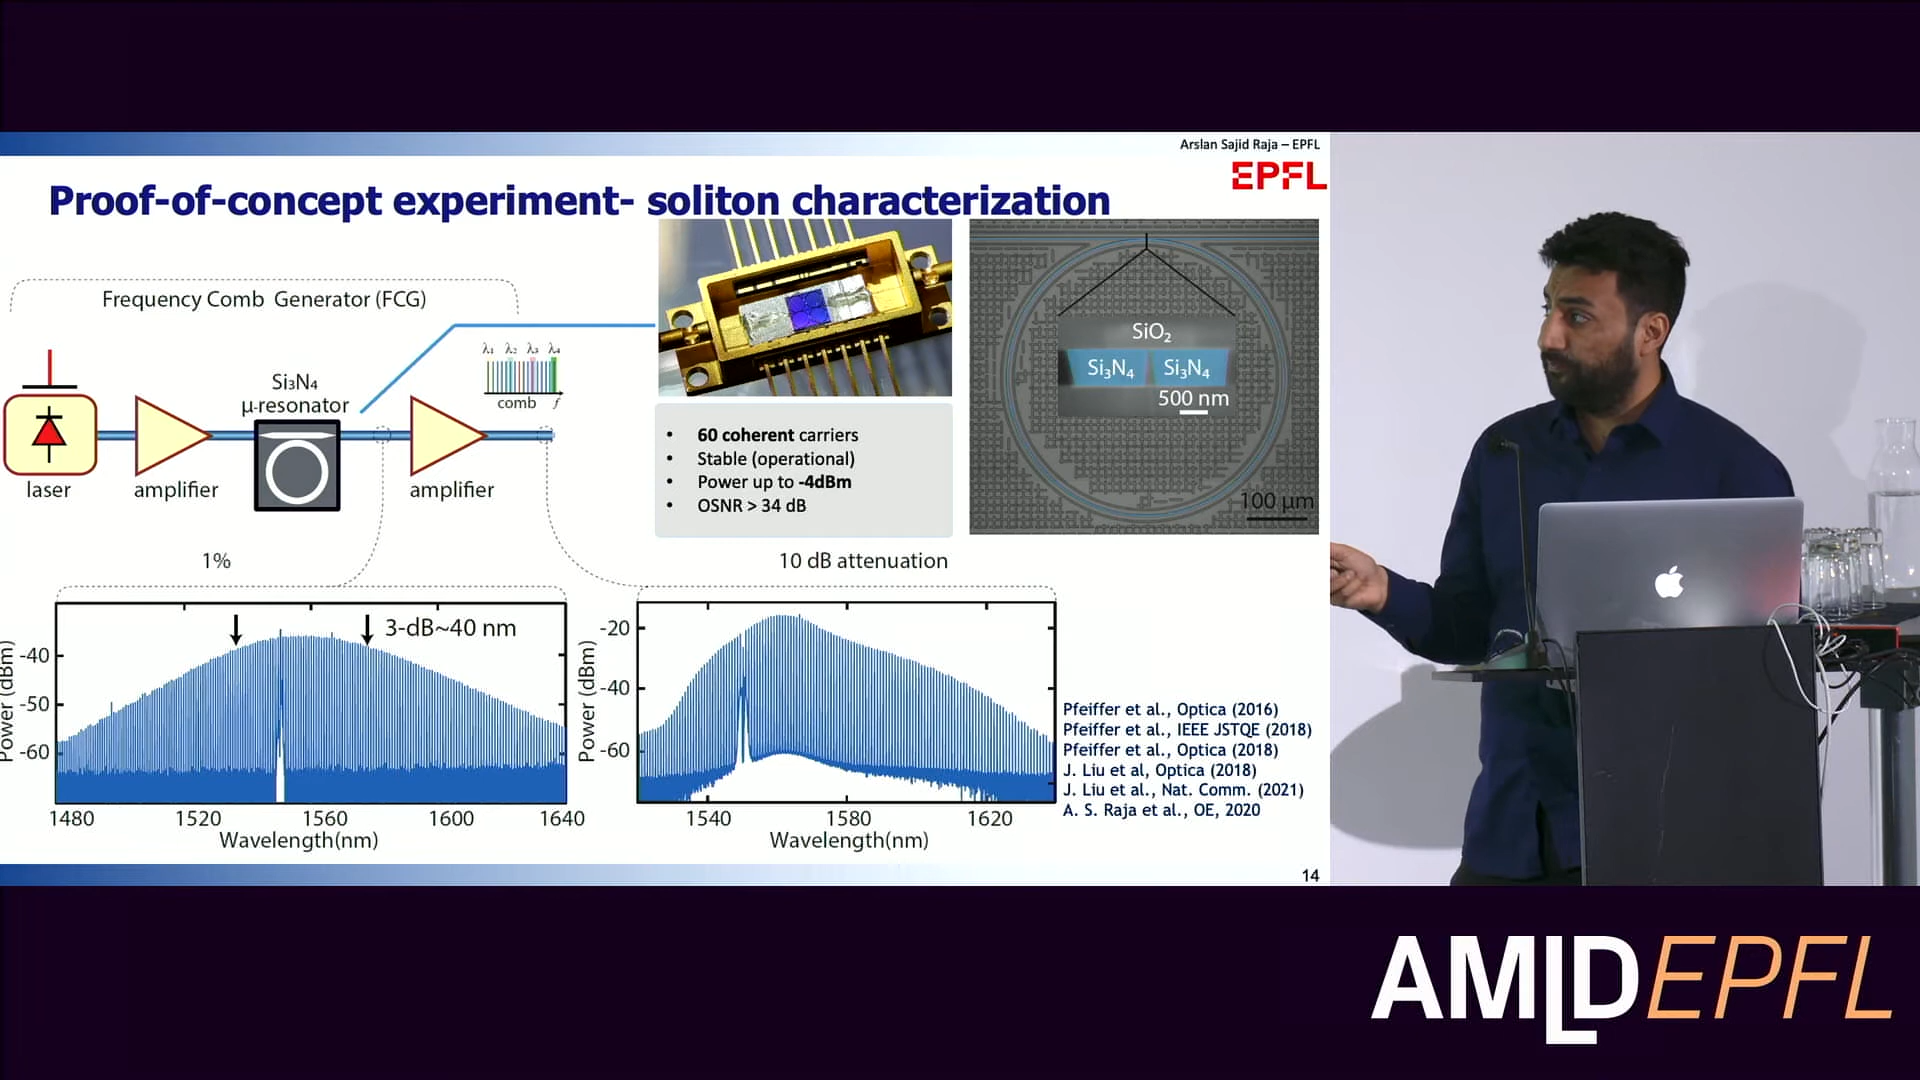 Arslan Sajid Raja – EPFL
EPFL
Proof-of-concept experiment- soliton characterization
Frequency Comb Generator (FCG)
λ₁ λ₂ λ₃ λ₄
comb f
Si₃N₄
μ-resonator
laser
amplifier
amplifier
• 60 coherent carriers
• Stable (operational)
• Power up to -4dBm
• OSNR > 34 dB
SiO₂
Si₃N₄ Si₃N₄
500 nm
100 μm
1%
10 dB attenuation
3-dB~40 nm
Power (dBm)
-40
-50
-60
1480 1520 1560 1600 1640
Wavelength(nm)
Power (dBm)
-20
-40
-60
1540 1580 1620
Wavelength(nm)
Pfeiffer et al., Optica (2016)
Pfeiffer et al., IEEE JSTQE (2018)
Pfeiffer et al., Optica (2018)
J. Liu et al, Optica (2018)
J. Liu et al., Nat. Comm. (2021)
A. S. Raja et al., OE, 2020
14
AMLDEPFL